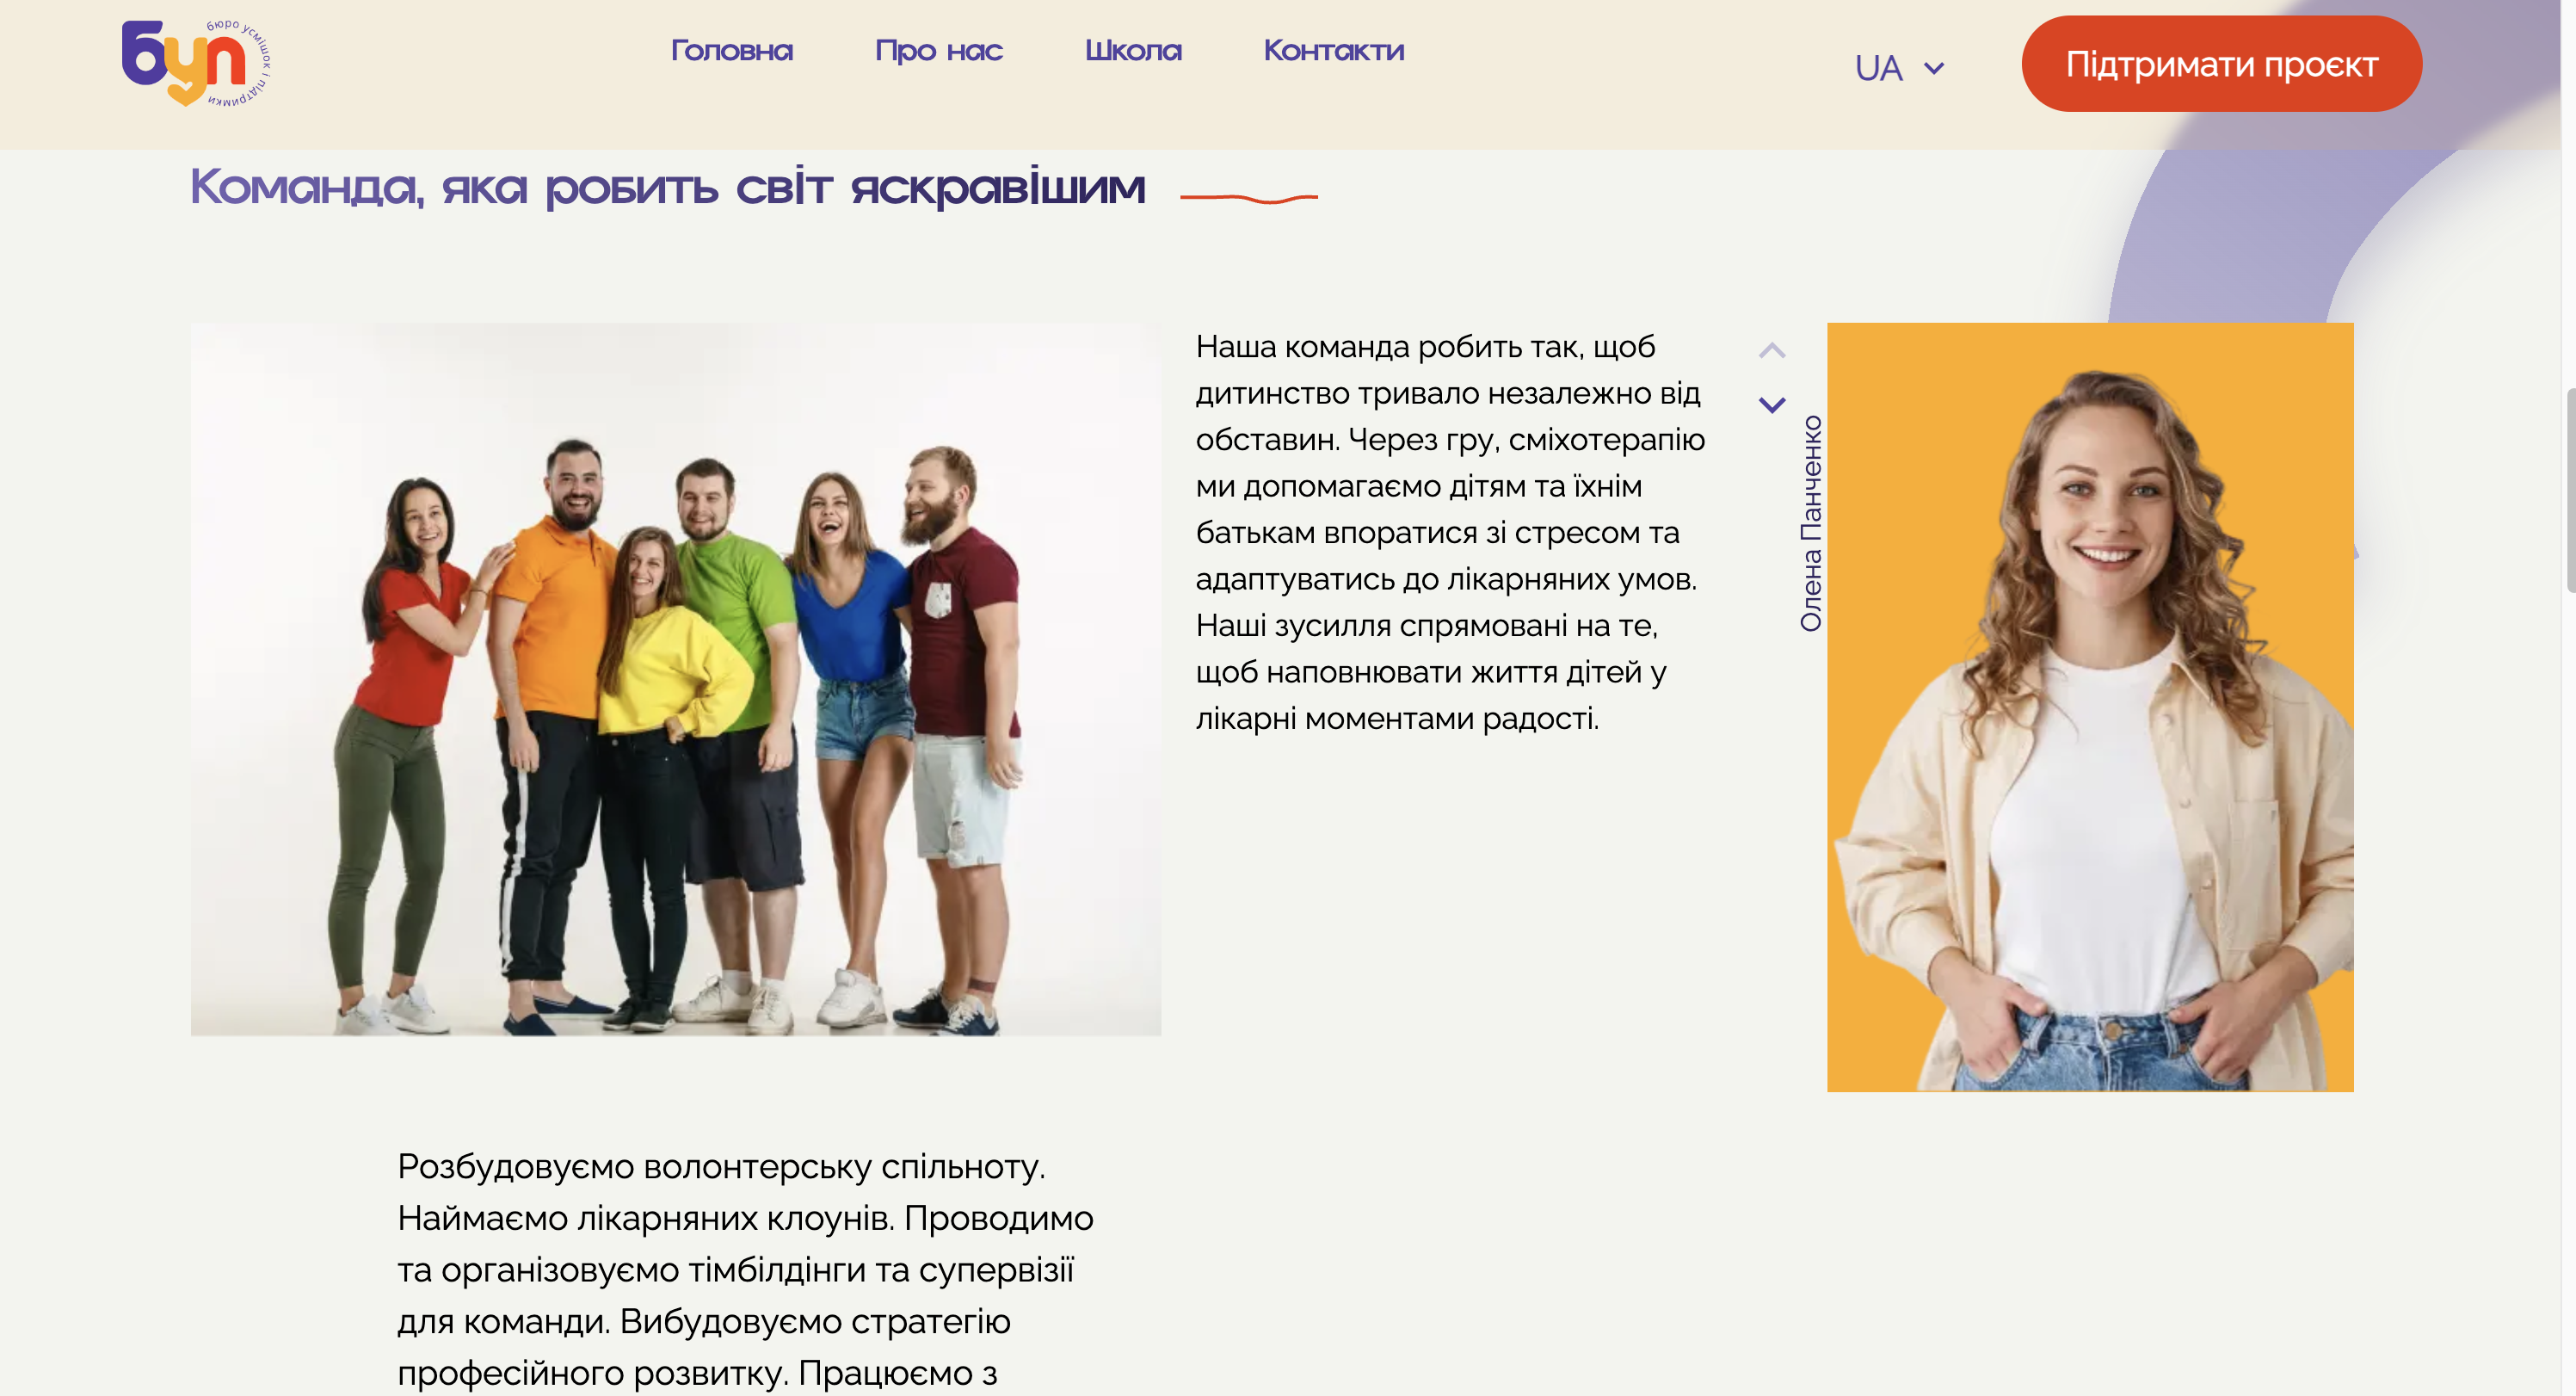 буп
бюро усмішок і підтримки
Головна
Про нас
Школа
Контакти
UA
Підтримати проєкт
Команда, яка робить світ яскравішим
Наша команда робить так, щоб
дитинство тривало незалежно від
обставин. Через гру, сміхотерапію
ми допомагаємо дітям та їхнім
батькам впоратися зі стресом та
адаптуватись до лікарняних умов.
Наші зусилля спрямовані на те,
щоб наповнювати життя дітей у
лікарні моментами радості.
Олена Панченко
Розбудовуємо волонтерську спільноту.
Наймаємо лікарняних клоунів. Проводимо
та організовуємо тімбілдінги та супервізії
для команди. Вибудовуємо стратегію
професійного розвитку. Працюємо з